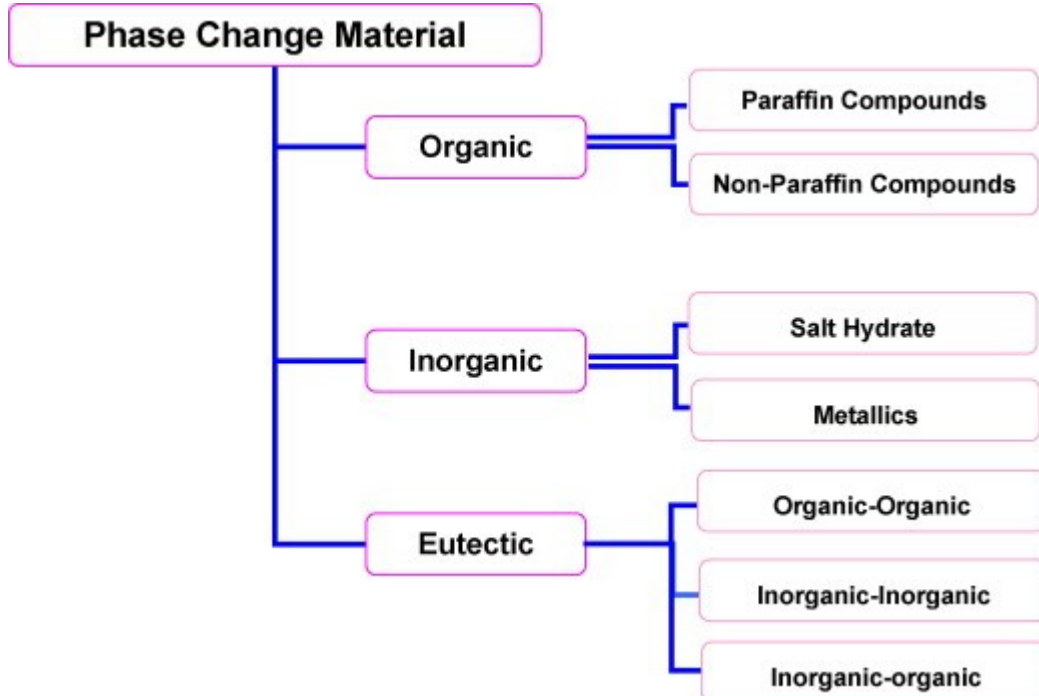 Phase Change Material
Organic
Paraffin Compounds
Non-Paraffin Compounds
Inorganic
Salt Hydrate
Metallics
Eutectic
Organic-Organic
Inorganic-Inorganic
Inorganic-organic